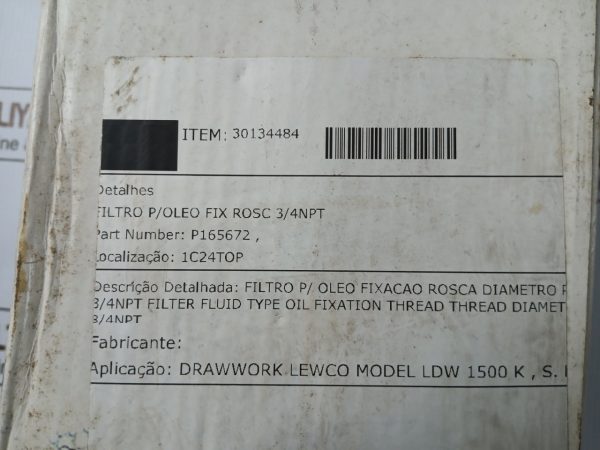 ITEM: 30134484
Detalhes
FILTRO P/OLEO FIX ROSC 3/4NPT
Part Number: P165672 ,
Localização: 1C24TOP
Descrição Detalhada: FILTRO P/ OLEO FIXACAO ROSCA DIAMETRO
3/4NPT FILTER FLUID TYPE OIL FIXATION THREAD THREAD DIAMET
3/4NPT
Fabricante:
Aplicação: DRAWWORK LEWCO MODEL LDW 1500 K , S.